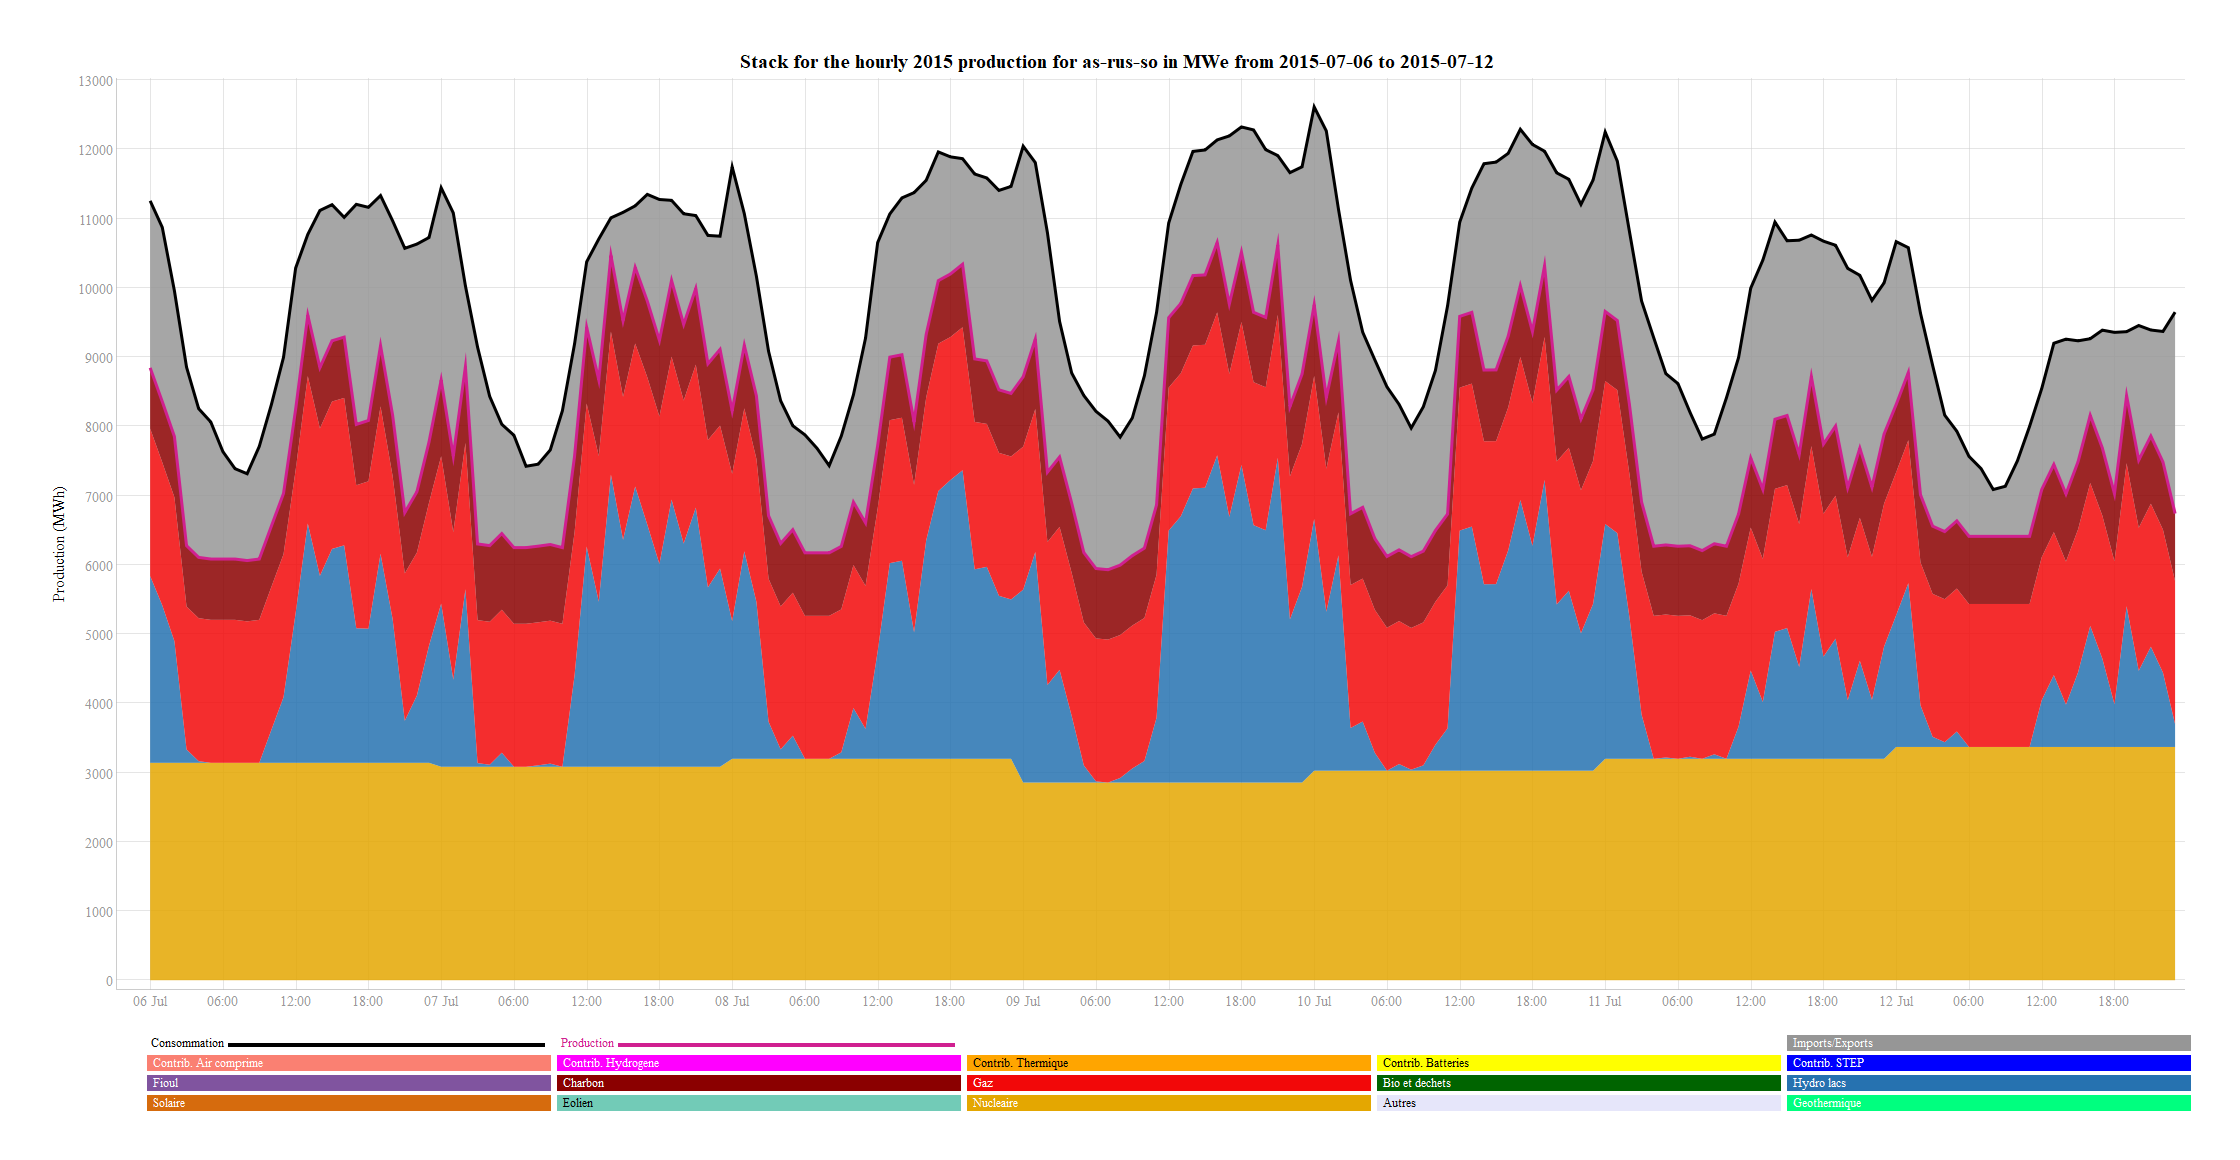 Stack for the hourly 2015 production for as-rus-so in MWe from 2015-07-06 to 2015-07-12
13000
12000
11000
10000
9000
8000
7000
6000
5000
4000
3000
2000
1000
0
Production (MWh)
06 Jul 06:00 12:00 18:00 07 Jul 06:00 12:00 18:00 08 Jul 06:00 12:00 18:00 09 Jul 06:00 12:00 18:00 10 Jul 06:00 12:00 18:00 11 Jul 06:00 12:00 18:00 12 Jul 06:00 12:00 18:00
Consommation Production Imports/Exports
Contrib. Air comprime Contrib. Hydrogene Contrib. Thermique Contrib. Batteries Contrib. STEP
Fioul Charbon Gaz Bio et dechets Hydro lacs
Solaire Eolien Nucleaire Autres Geothermique